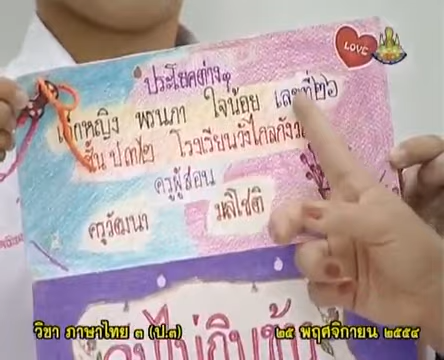 LOVE
ประโยคต่างๆ
เด็กหญิง พรนภา ใจน้อย เลขที่๒๖
ชั้น ป.๓/๒ โรงเรียนวังไกลกังวล
ครูผู้สอน
ครูวัฒนา มลิโชติ
วิชา ภาษาไทย ๓ (ป.๓) ๒๕ พฤศจิกายน ๒๕๕๔